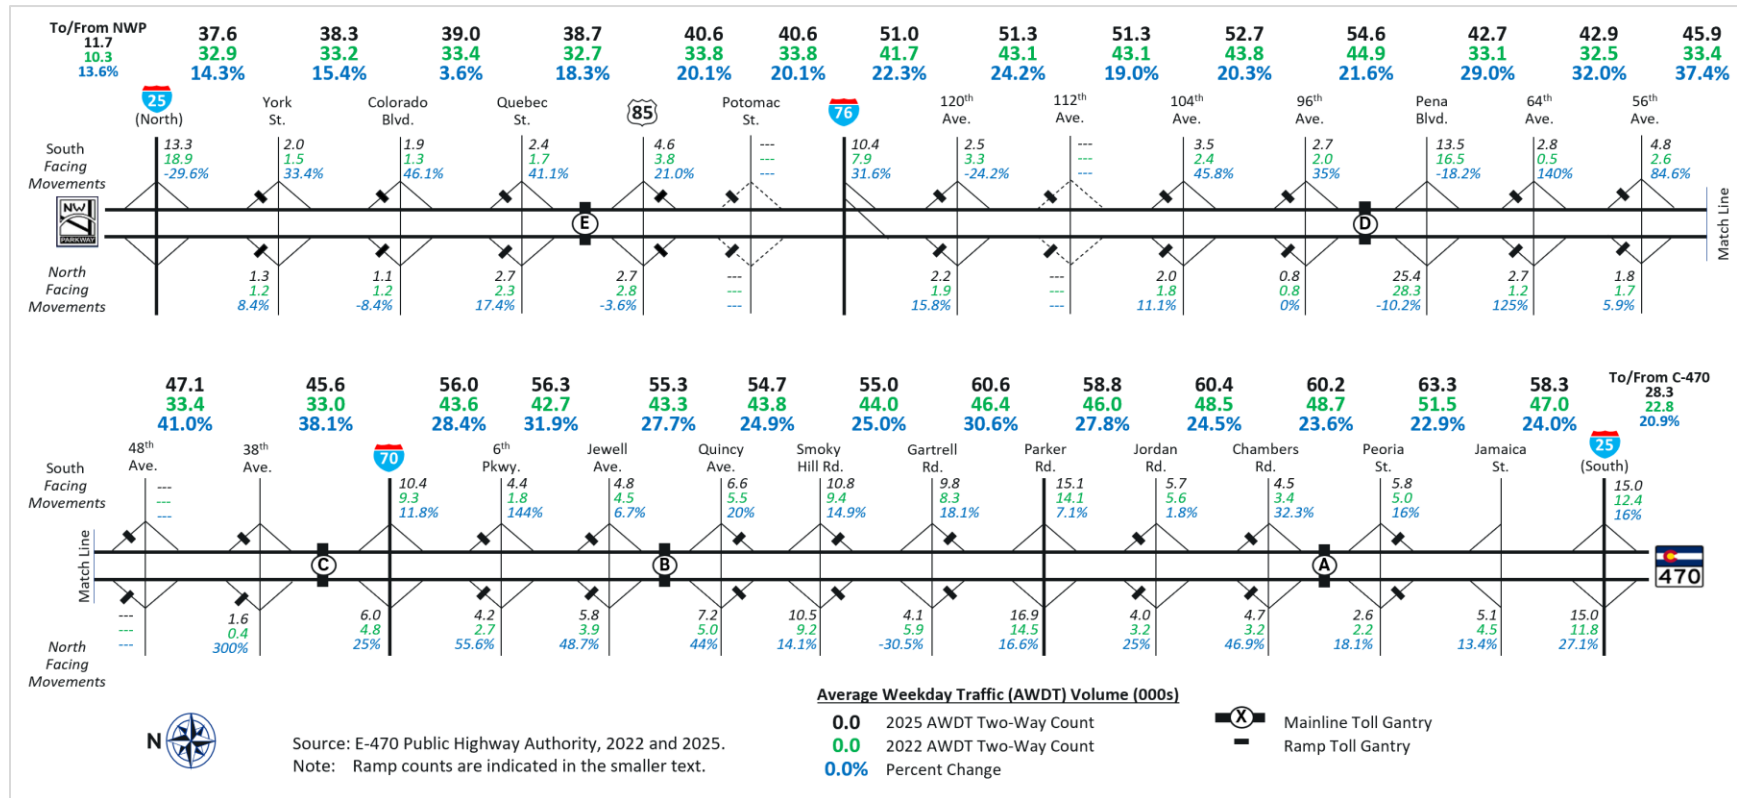 To/From NWP
11.7
10.3
13.6%
37.6 38.3 39.0 38.7 40.6 40.6 51.0 51.3 51.3 52.7 54.6 42.7 42.9 45.9
32.9 33.2 33.4 32.7 33.8 33.8 41.7 43.1 43.1 43.8 44.9 33.1 32.5 33.4
14.3% 15.4% 3.6% 18.3% 20.1% 20.1% 22.3% 24.2% 19.0% 20.3% 21.6% 29.0% 32.0% 37.4%
25
(North)
York
St.
Colorado
Blvd.
Quebec
St.
85
Potomac
St.
76
120th
Ave.
112th
Ave.
104th
Ave.
96th
Ave.
Pena
Blvd.
64th
Ave.
56th
Ave.
South
Facing
Movements
13.3 2.0 1.9 2.4 4.6 --- 10.4 2.5 --- 3.5 2.7 13.5 2.8 4.8
18.9 1.5 1.3 1.7 3.8 --- 7.9 3.3 --- 2.4 2.0 16.5 0.5 2.6
-29.6% 33.4% 46.1% 41.1% 21.0% --- 31.6% -24.2% --- 45.8% 35% -18.2% 140% 84.6%
NW
PARKWAY
E
D
Match Line
North
Facing
Movements
1.3 1.1 2.7 2.7 --- 2.2 --- 2.0 0.8 25.4 2.7 1.8
1.2 1.2 2.3 2.8 --- 1.9 --- 1.8 0.8 28.3 1.2 1.7
8.4% -8.4% 17.4% -3.6% --- 15.8% --- 11.1% 0% -10.2% 125% 5.9%
47.1 45.6 56.0 56.3 55.3 54.7 55.0 60.6 58.8 60.4 60.2 63.3 58.3
33.4 33.0 43.6 42.7 43.3 43.8 44.0 46.4 46.0 48.5 48.7 51.5 47.0
41.0% 38.1% 28.4% 31.9% 27.7% 24.9% 25.0% 30.6% 27.8% 24.5% 23.6% 22.9% 24.0%
To/From C-470
28.3
22.8
20.9%
48th
Ave.
38th
Ave.
70
6th
Pkwy.
Jewell
Ave.
Quincy
Ave.
Smoky
Hill Rd.
Gartrell
Rd.
Parker
Rd.
Jordan
Rd.
Chambers
Rd.
Peoria
St.
Jamaica
St.
25
(South)
South
Facing
Movements
--- 10.4 4.4 4.8 6.6 10.8 9.8 15.1 5.7 4.5 5.8 15.0
--- 9.3 1.8 4.5 5.5 9.4 8.3 14.1 5.6 3.4 5.0 12.4
--- 11.8% 144% 6.7% 20% 14.9% 18.1% 7.1% 1.8% 32.3% 16% 16%
Match Line
C
B
A
470
North
Facing
Movements
--- 1.6 6.0 4.2 5.8 7.2 10.5 4.1 16.9 4.0 4.7 2.6 5.1 15.0
--- 0.4 4.8 2.7 3.9 5.0 9.2 5.9 14.5 3.2 3.2 2.2 4.5 11.8
--- 300% 25% 55.6% 48.7% 44% 14.1% -30.5% 16.6% 25% 46.9% 18.1% 13.4% 27.1%
N
Source: E-470 Public Highway Authority, 2022 and 2025.
Note: Ramp counts are indicated in the smaller text.
Average Weekday Traffic (AWDT) Volume (000s)
0.0 2025 AWDT Two-Way Count
0.0 2022 AWDT Two-Way Count
0.0% Percent Change
X Mainline Toll Gantry
Ramp Toll Gantry